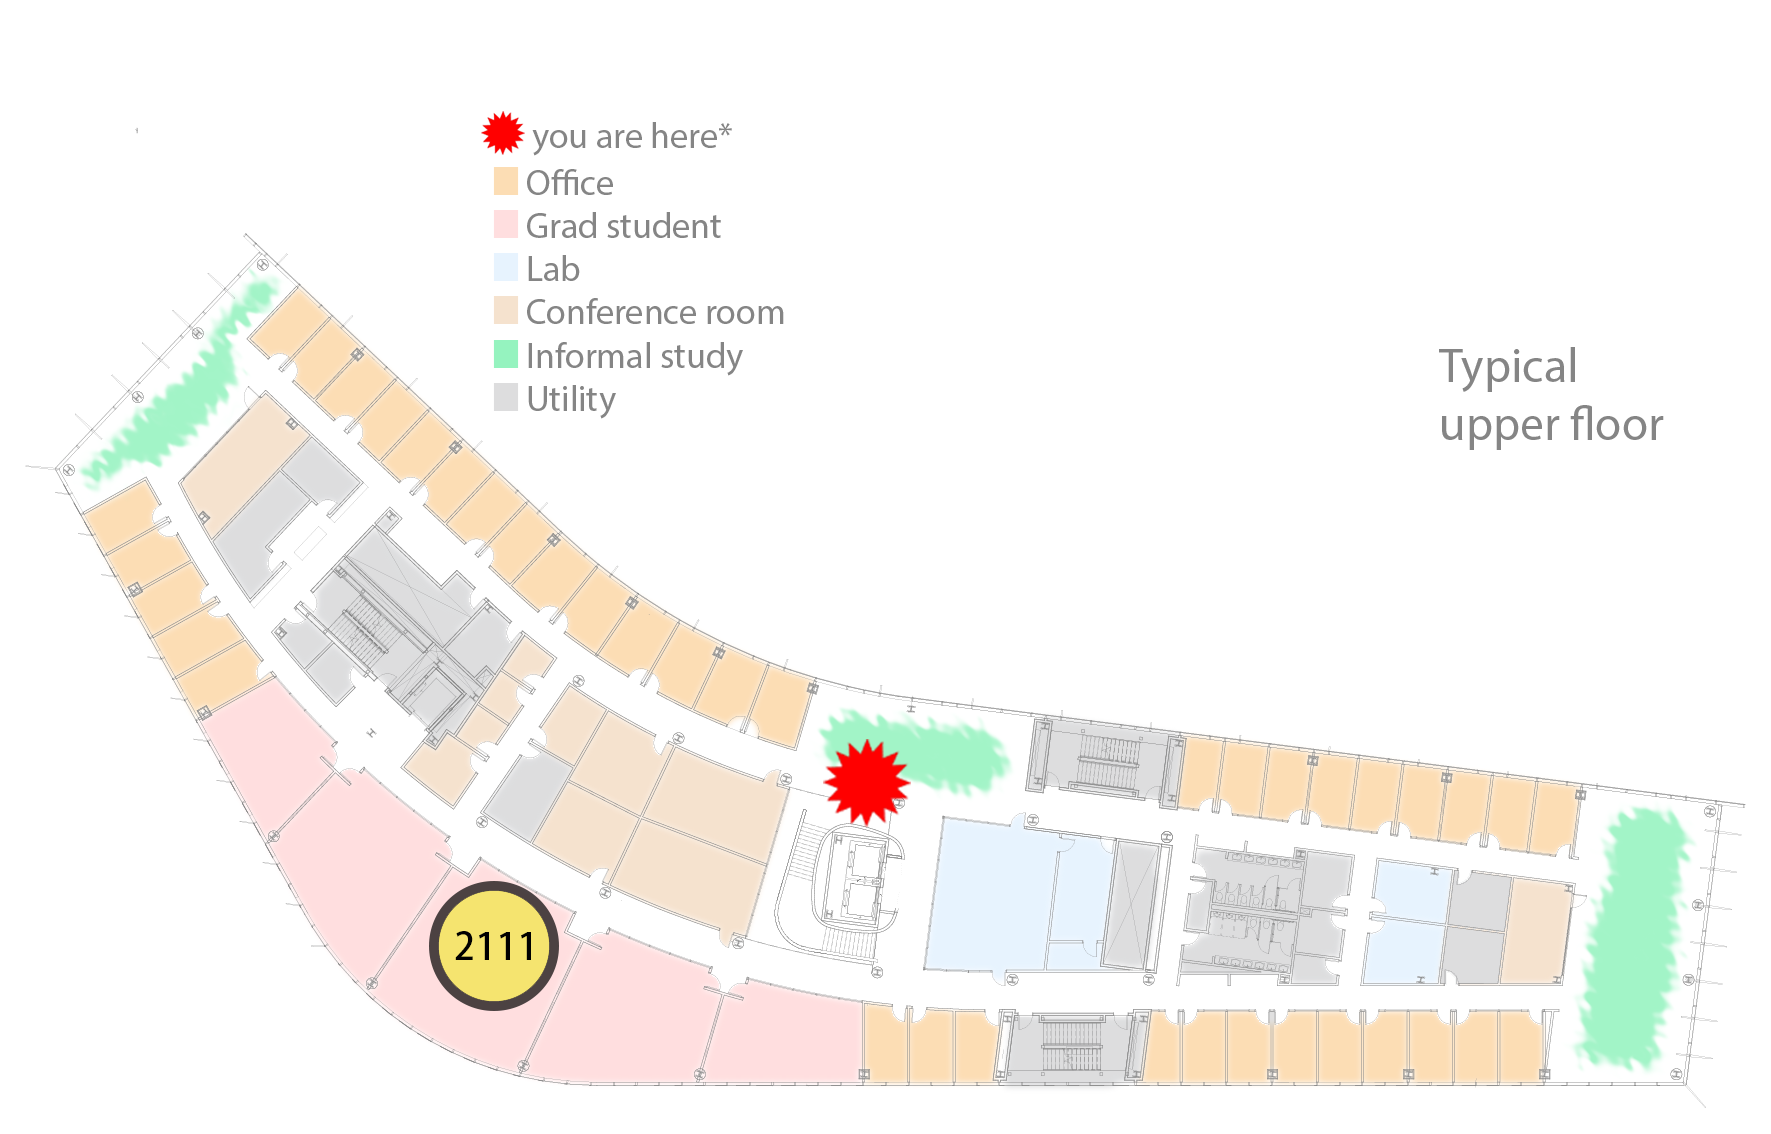 you are here*
Office
Grad student
Lab
Conference room
Informal study
Utility
Typical
upper floor
2111